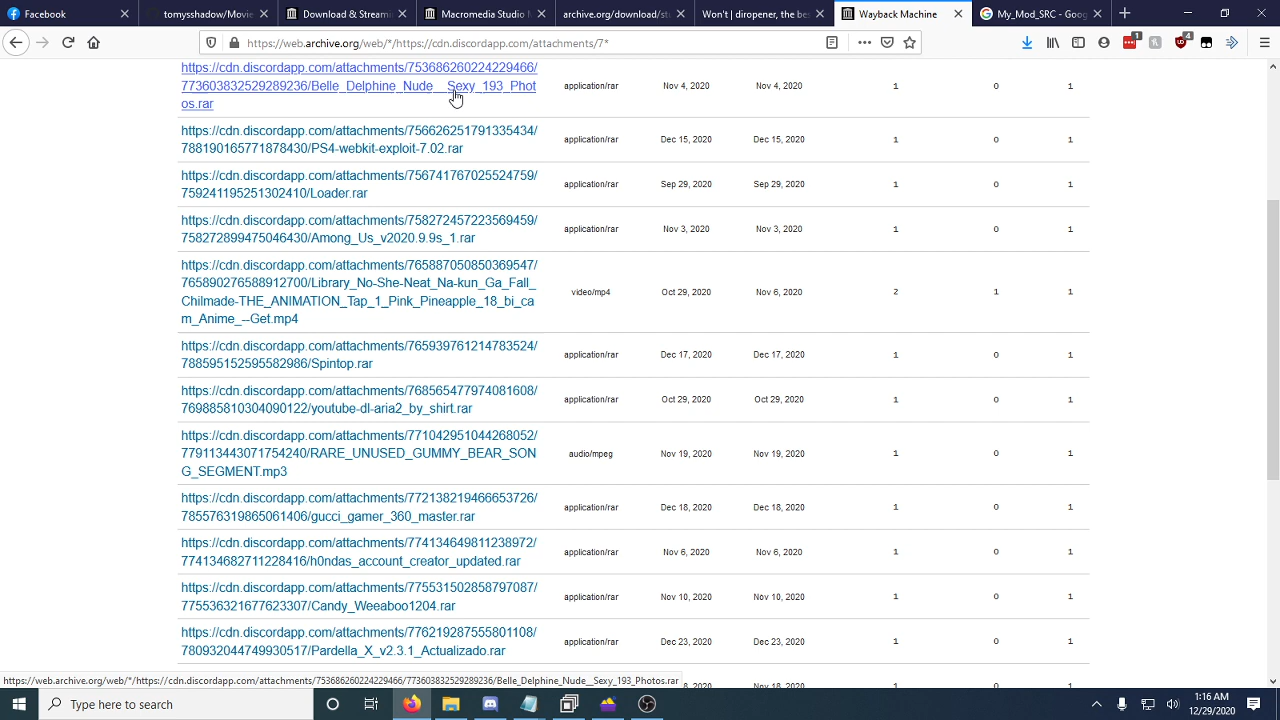 Facebook
tomysshadow/Movie
Download & Stream
Macromedia Studio
archive.org/download/st
Won't | diropener, the be
Wayback Machine
My_Mod_SRC - Goog
https://web.archive.org/web/*/https://cdn.discordapp.com/attachments/7*
1
4
https://cdn.discordapp.com/attachments/753686260224229466/
773603832529289236/Belle_Delphine_Nude__Sexy_193_Phot
os.rar
application/rar Nov 4, 2020 Nov 4, 2020 1 0 1
https://cdn.discordapp.com/attachments/756626251791335434/
788190165771878430/PS4-webkit-exploit-7.02.rar
application/rar Dec 15, 2020 Dec 15, 2020 1 0 1
https://cdn.discordapp.com/attachments/756741767025524759/
759241195251302410/Loader.rar
application/rar Sep 29, 2020 Sep 29, 2020 1 0 1
https://cdn.discordapp.com/attachments/758272457223569459/
758272899475046430/Among_Us_v2020.9.9s_1.rar
application/rar Nov 3, 2020 Nov 3, 2020 1 0 1
https://cdn.discordapp.com/attachments/765887050850369547/
765890276588912700/Library_No-She-Neat_Na-kun_Ga_Fall_
Chilmade-THE_ANIMATION_Tap_1_Pink_Pineapple_18_bi_ca
m_Anime_--Get.mp4
video/mp4 Oct 29, 2020 Nov 6, 2020 2 1 1
https://cdn.discordapp.com/attachments/765939761214783524/
788595152595582986/Spintop.rar
application/rar Dec 17, 2020 Dec 17, 2020 1 0 1
https://cdn.discordapp.com/attachments/768565477974081608/
769885810304090122/youtube-dl-aria2_by_shirt.rar
application/rar Oct 29, 2020 Oct 29, 2020 1 0 1
https://cdn.discordapp.com/attachments/771042951044268052/
779113443071754240/RARE_UNUSED_GUMMY_BEAR_SON
G_SEGMENT.mp3
audio/mpeg Nov 19, 2020 Nov 19, 2020 1 0 1
https://cdn.discordapp.com/attachments/772138219466653726/
785576319865061406/gucci_gamer_360_master.rar
application/rar Dec 18, 2020 Dec 18, 2020 1 0 1
https://cdn.discordapp.com/attachments/774134649811238972/
774134682711228416/h0ndas_account_creator_updated.rar
application/rar Nov 6, 2020 Nov 6, 2020 1 0 1
https://cdn.discordapp.com/attachments/775531502858797087/
775536321677623307/Candy_Weeaboo1204.rar
application/rar Nov 10, 2020 Nov 10, 2020 1 0 1
https://cdn.discordapp.com/attachments/776219287555801108/
780932044749930517/Pardella_X_v2.3.1_Actualizado.rar
application/rar Dec 23, 2020 Dec 23, 2020 1 0 1
https://web.archive.org/web/*/https://cdn.discordapp.com/attachments/753686260224229466/773603832529289236/Belle_Delphine_Nude__Sexy_193_Photos.rar
8, 2020 Nov 18, 2020 1 0 1
Type here to search
1:16 AM
12/29/2020